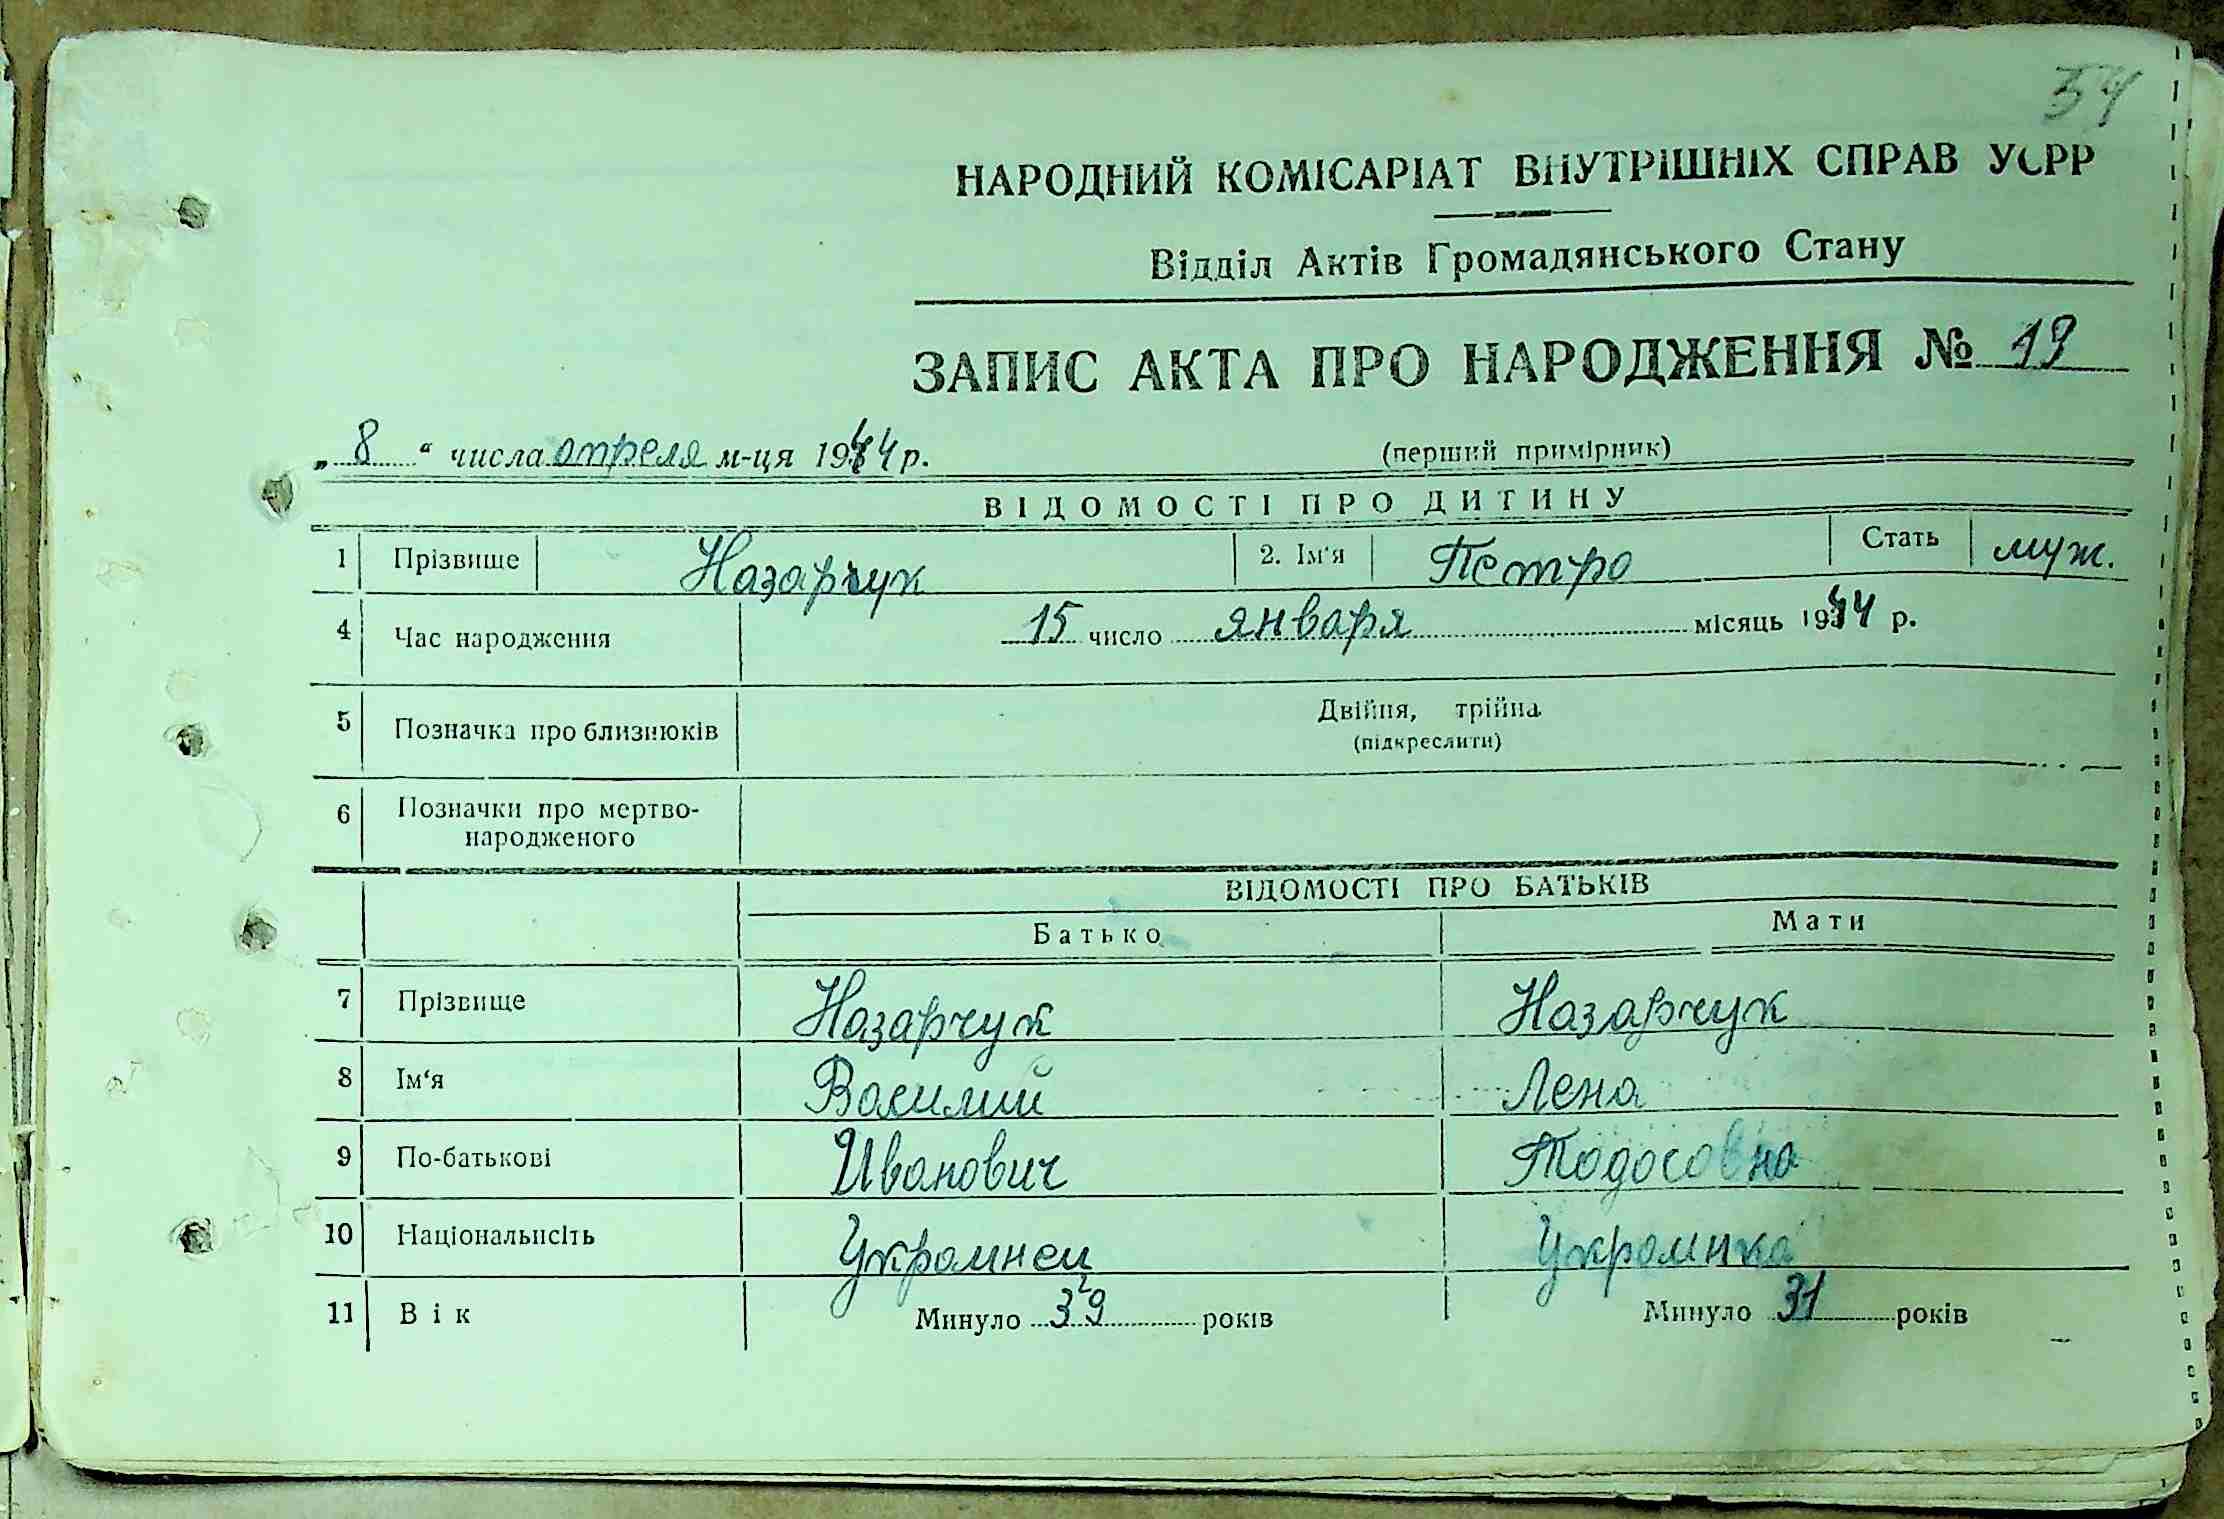 54
НАРОДНИЙ КОМІСАРІАТ ВНУТРІШНІХ СПРАВ УСРР
Відділ Актів Громадянського Стану
ЗАПИС АКТА ПРО НАРОДЖЕННЯ № 19
„ 8 “ числа апреля м-ця 1944 р. (перший примірник)
ВІДОМОСТІ ПРО ДИТИНУ
1 Прізвище Назарчук 2. Ім'я Петро Стать муж.
4 Час народження 15 число января місяць 1944 р.
5 Позначка про близнюків Двійня, трійна
(підкреслити)
6 Позначки про мертво-
народженого
ВІДОМОСТІ ПРО БАТЬКІВ
Батько Мати
7 Прізвище Назарчук Назарчук
8 Ім‘я Василий Лена
9 По-батькові Иванович Тодосовна
10 Національність Украинец Украинка
11 Вік Минуло 39 років Минуло 31 років